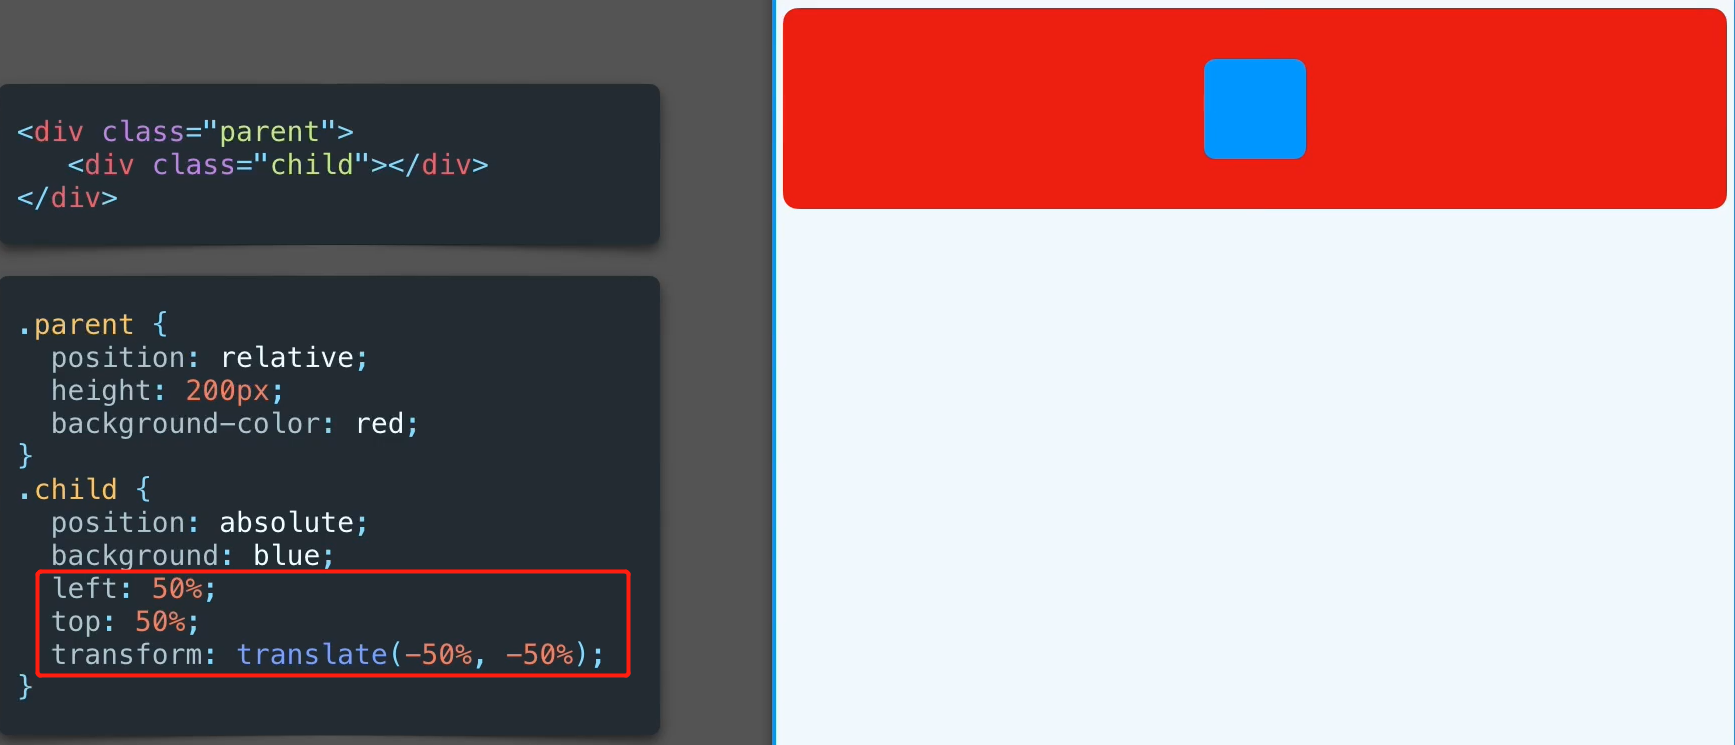 <div class="parent">
   <div class="child"></div>
</div>
.parent {
  position: relative;
  height: 200px;
  background-color: red;
}
.child {
  position: absolute;
  background: blue;
  left: 50%;
  top: 50%;
  transform: translate(-50%, -50%);
}